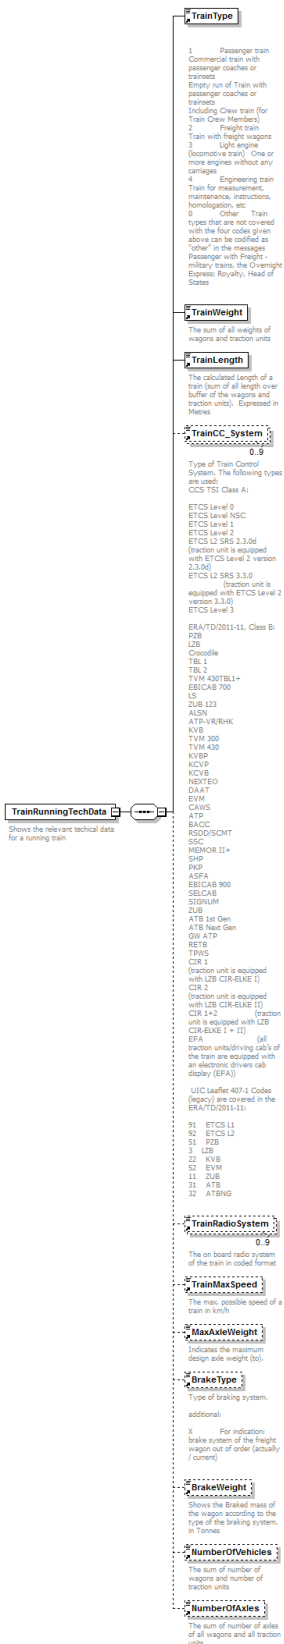 TrainType
1 Passenger train
Commercial train with
passenger coaches or
trainsets
Empty run of Train with
passenger coaches or
trainsets
Including Crew train (for
Train Crew Members)
2 Freight train
Train with freight wagons
3 Light engine
(locomotive train) One or
more engines without any
carriages
4 Engineering train
Train for measurement,
maintenance, instructions,
homologation, etc
0 Other Train
types that are not covered
with the four codes given
above can be codified as
"other" in the messages
Passenger with Freight -
military trains, the Overnight
Express; Royalty, Head of
States
TrainWeight
The sum of all weights of
wagons and traction units
TrainLength
The calculated Length of a
train (sum of all length over
buffer of the wagons and
traction units). Expressed in
Metres
TrainCC_System
0..9
Type of Train Control
System. The following types
are used:
CCS TSI Class A:
ETCS Level 0
ETCS Level NSC
ETCS Level 1
ETCS Level 2
ETCS L2 SRS 2.3.0d
(traction unit is equipped
with ETCS Level 2 version
2.3.0d)
ETCS L2 SRS 3.3.0
(traction unit is
equipped with ETCS Level 2
version 3.3.0)
ETCS Level 3
ERA/TD/2011-11, Class B:
PZB
LZB
Crocodile
TBL 1
TBL 2
TVM 430TBL1+
EBICAB 700
LS
ZUB 123
ALSN
ATP-VR/RHK
KVB
TVM 300
TVM 430
KVBP
KCVP
KCVB
NEXTEO
DAAT
EVM
CAWS
ATP
BACC
RSDD/SCMT
SSC
MEMOR II+
SHP
PKP
ASFA
EBICAB 900
SELCAB
SIGNUM
ZUB
ATB 1st Gen
ATB Next Gen
GW ATP
RETB
TPWS
CIR 1
(traction unit is equipped
with LZB CIR-ELKE I)
CIR 2
(traction unit is equipped
with LZB CIR-ELKE II)
CIR 1+2 (traction
unit is equipped with LZB
CIR-ELKE I + II)
EFA (all
traction units/driving cab's of
the train are equipped with
an electronic drivers cab
display (EFA))
UIC Leaflet 407-1 Codes
(legacy) are covered in the
ERA/TD/2011-11:
91 ETCS L1
92 ETCS L2
51 PZB
3 LZB
22 KVB
52 EVM
11 ZUB
31 ATB
32 ATBNG
TrainRunningTechData
Shows the relevant techical data
for a running train
TrainRadioSystem
0..9
The on board radio system
of the train in coded format
TrainMaxSpeed
The max. possible speed of a
train in km/h
MaxAxleWeight
Indicates the maximum
design axle weight (to).
BrakeType
Type of braking system.
additional:
X For indication:
brake system of the freight
wagon out of order (actually
/ current)
BrakeWeight
Shows the Braked mass of
the wagon according to the
type of the braking system,
in Tonnes
NumberOfVehicles
The sum of number of
wagons and number of
traction units
NumberOfAxles
The sum of number of axles
of all wagons and all traction
units